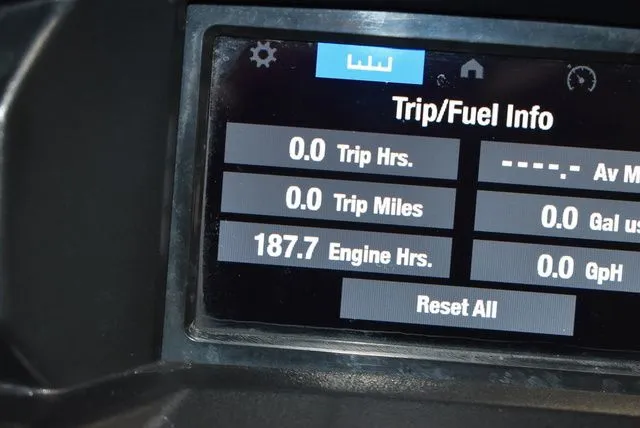 Trip/Fuel Info
0.0 Trip Hrs.
----.- Av
0.0 Trip Miles
0.0 Gal
187.7 Engine Hrs.
0.0 GpH
Reset All